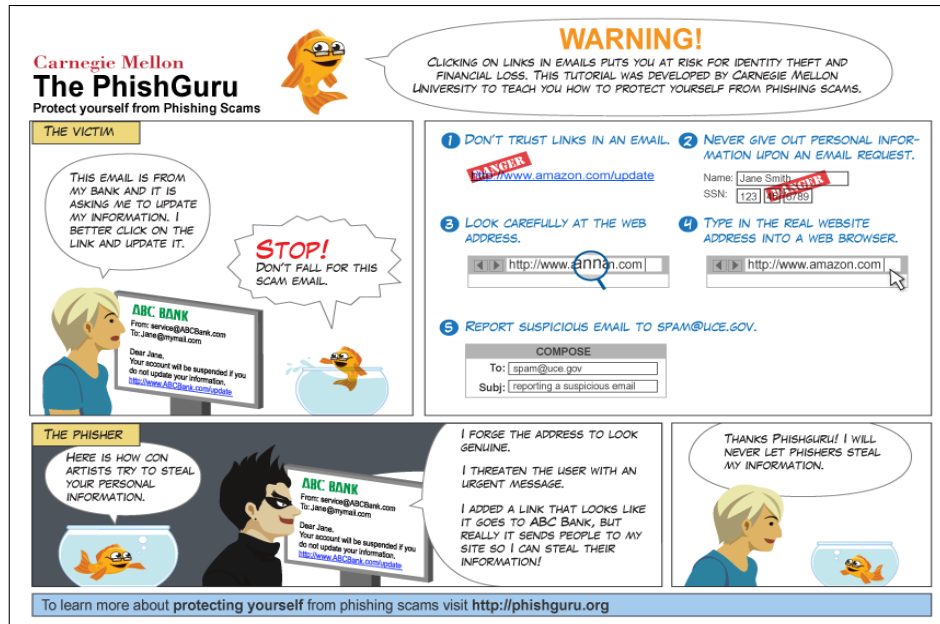 Carnegie Mellon
The PhishGuru
Protect yourself from Phishing Scams
WARNING!
CLICKING ON LINKS IN EMAILS PUTS YOU AT RISK FOR IDENTITY THEFT AND
FINANCIAL LOSS. THIS TUTORIAL WAS DEVELOPED BY CARNEGIE MELLON
UNIVERSITY TO TEACH YOU HOW TO PROTECT YOURSELF FROM PHISHING SCAMS.
THE VICTIM
THIS EMAIL IS FROM
MY BANK AND IT IS
ASKING ME TO UPDATE
MY INFORMATION. I
BETTER CLICK ON THE
LINK AND UPDATE IT.
STOP!
DON'T FALL FOR THIS
SCAM EMAIL.
ABC BANK
From: service@ABCBank.com
To: Jane@mymail.com
Dear Jane,
Your account will be suspended if you
do not update your information.
http://www.ABCBank.com/update
1 DON'T TRUST LINKS IN AN EMAIL.
DANGER
http://www.amazon.com/update
2 NEVER GIVE OUT PERSONAL INFOR-
MATION UPON AN EMAIL REQUEST.
Name: Jane Smith
DANGER
SSN: 123 45 6789
3 LOOK CAREFULLY AT THE WEB
ADDRESS.
http://www.annan.com
4 TYPE IN THE REAL WEBSITE
ADDRESS INTO A WEB BROWSER.
http://www.amazon.com
5 REPORT SUSPICIOUS EMAIL TO SPAM@UCE.GOV.
COMPOSE
To: spam@uce.gov
Subj: reporting a suspicious email
THE PHISHER
HERE IS HOW CON
ARTISTS TRY TO STEAL
YOUR PERSONAL
INFORMATION.
ABC BANK
From: service@ABCBank.com
To: Jane@mymail.com
Dear Jane,
Your account will be suspended if you
do not update your information.
http://www.ABCBank.com/update
I FORGE THE ADDRESS TO LOOK
GENUINE.
I THREATEN THE USER WITH AN
URGENT MESSAGE.
I ADDED A LINK THAT LOOKS LIKE
IT GOES TO ABC BANK, BUT
REALLY IT SENDS PEOPLE TO MY
SITE SO I CAN STEAL THEIR
INFORMATION!
THANKS PHISHGURU! I WILL
NEVER LET PHISHERS STEAL
MY INFORMATION.
To learn more about protecting yourself from phishing scams visit http://phishguru.org